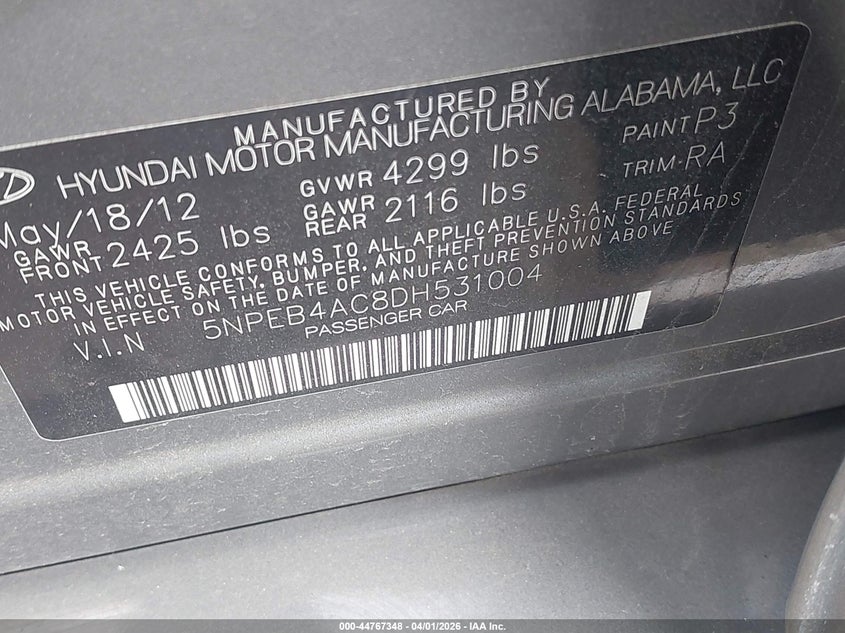 MANUFACTURED BY
HYUNDAI MOTOR MANUFACTURING ALABAMA, LLC
May/18/12
GVWR 4299 lbs
PAINT P3
GAWR FRONT 2425 lbs
GAWR REAR 2116 lbs
TRIM-RA
THIS VEHICLE CONFORMS TO ALL APPLICABLE U.S.A. FEDERAL
MOTOR VEHICLE SAFETY, BUMPER, AND THEFT PREVENTION STANDARDS
IN EFFECT ON THE DATE OF MANUFACTURE SHOWN ABOVE
V.I.N 5NPEB4AC8DH531004
PASSENGER CAR
000-44767348 - 04/01/2026 - IAA Inc.